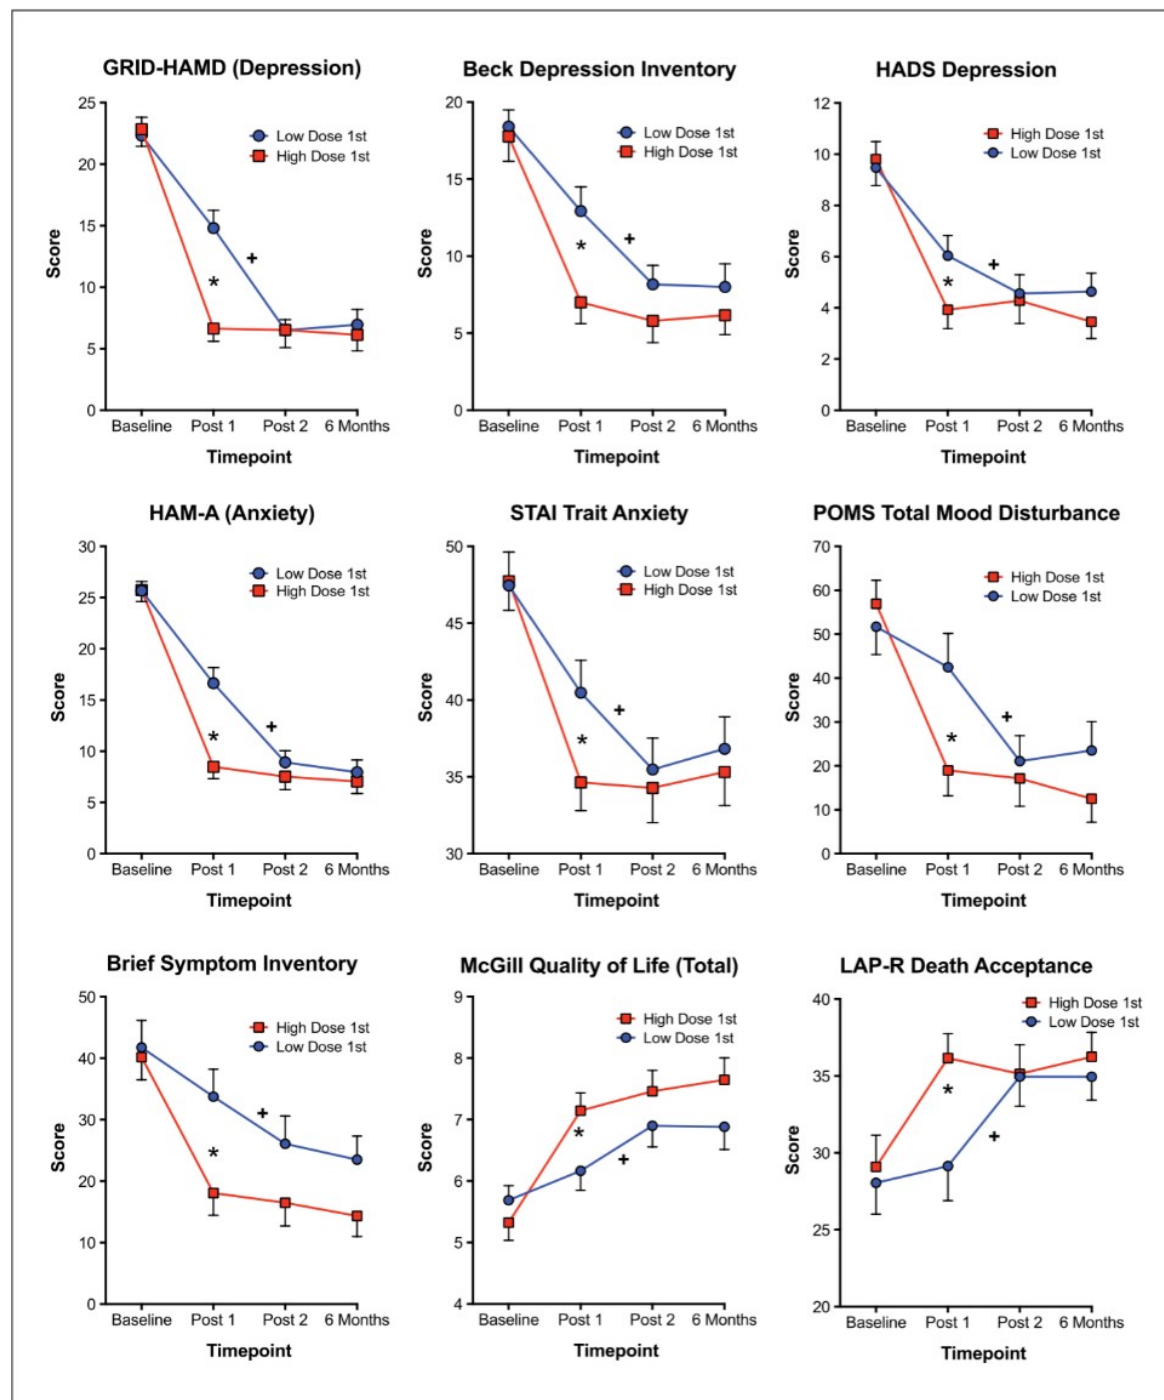 GRID-HAMD (Depression)
25
20
15
10
5
0
Score
Low Dose 1st
High Dose 1st
*
+
Baseline Post 1 Post 2 6 Months
Timepoint
Beck Depression Inventory
20
15
10
5
0
Score
Low Dose 1st
High Dose 1st
*
+
Baseline Post 1 Post 2 6 Months
Timepoint
HADS Depression
12
10
8
6
4
2
0
Score
High Dose 1st
Low Dose 1st
*
+
Baseline Post 1 Post 2 6 Months
Timepoint
HAM-A (Anxiety)
30
25
20
15
10
5
0
Score
Low Dose 1st
High Dose 1st
*
+
Baseline Post 1 Post 2 6 Months
Timepoint
STAI Trait Anxiety
50
45
40
35
30
Score
Low Dose 1st
High Dose 1st
*
+
Baseline Post 1 Post 2 6 Months
Timepoint
POMS Total Mood Disturbance
70
60
50
40
30
20
10
0
Score
High Dose 1st
Low Dose 1st
*
+
Baseline Post 1 Post 2 6 Months
Timepoint
Brief Symptom Inventory
50
40
30
20
10
0
Score
High Dose 1st
Low Dose 1st
*
+
Baseline Post 1 Post 2 6 Months
Timepoint
McGill Quality of Life (Total)
9
8
7
6
5
4
Score
High Dose 1st
Low Dose 1st
*
+
Baseline Post 1 Post 2 6 Months
Timepoint
LAP-R Death Acceptance
40
35
30
25
20
Score
High Dose 1st
Low Dose 1st
*
+
Baseline Post 1 Post 2 6 Months
Timepoint